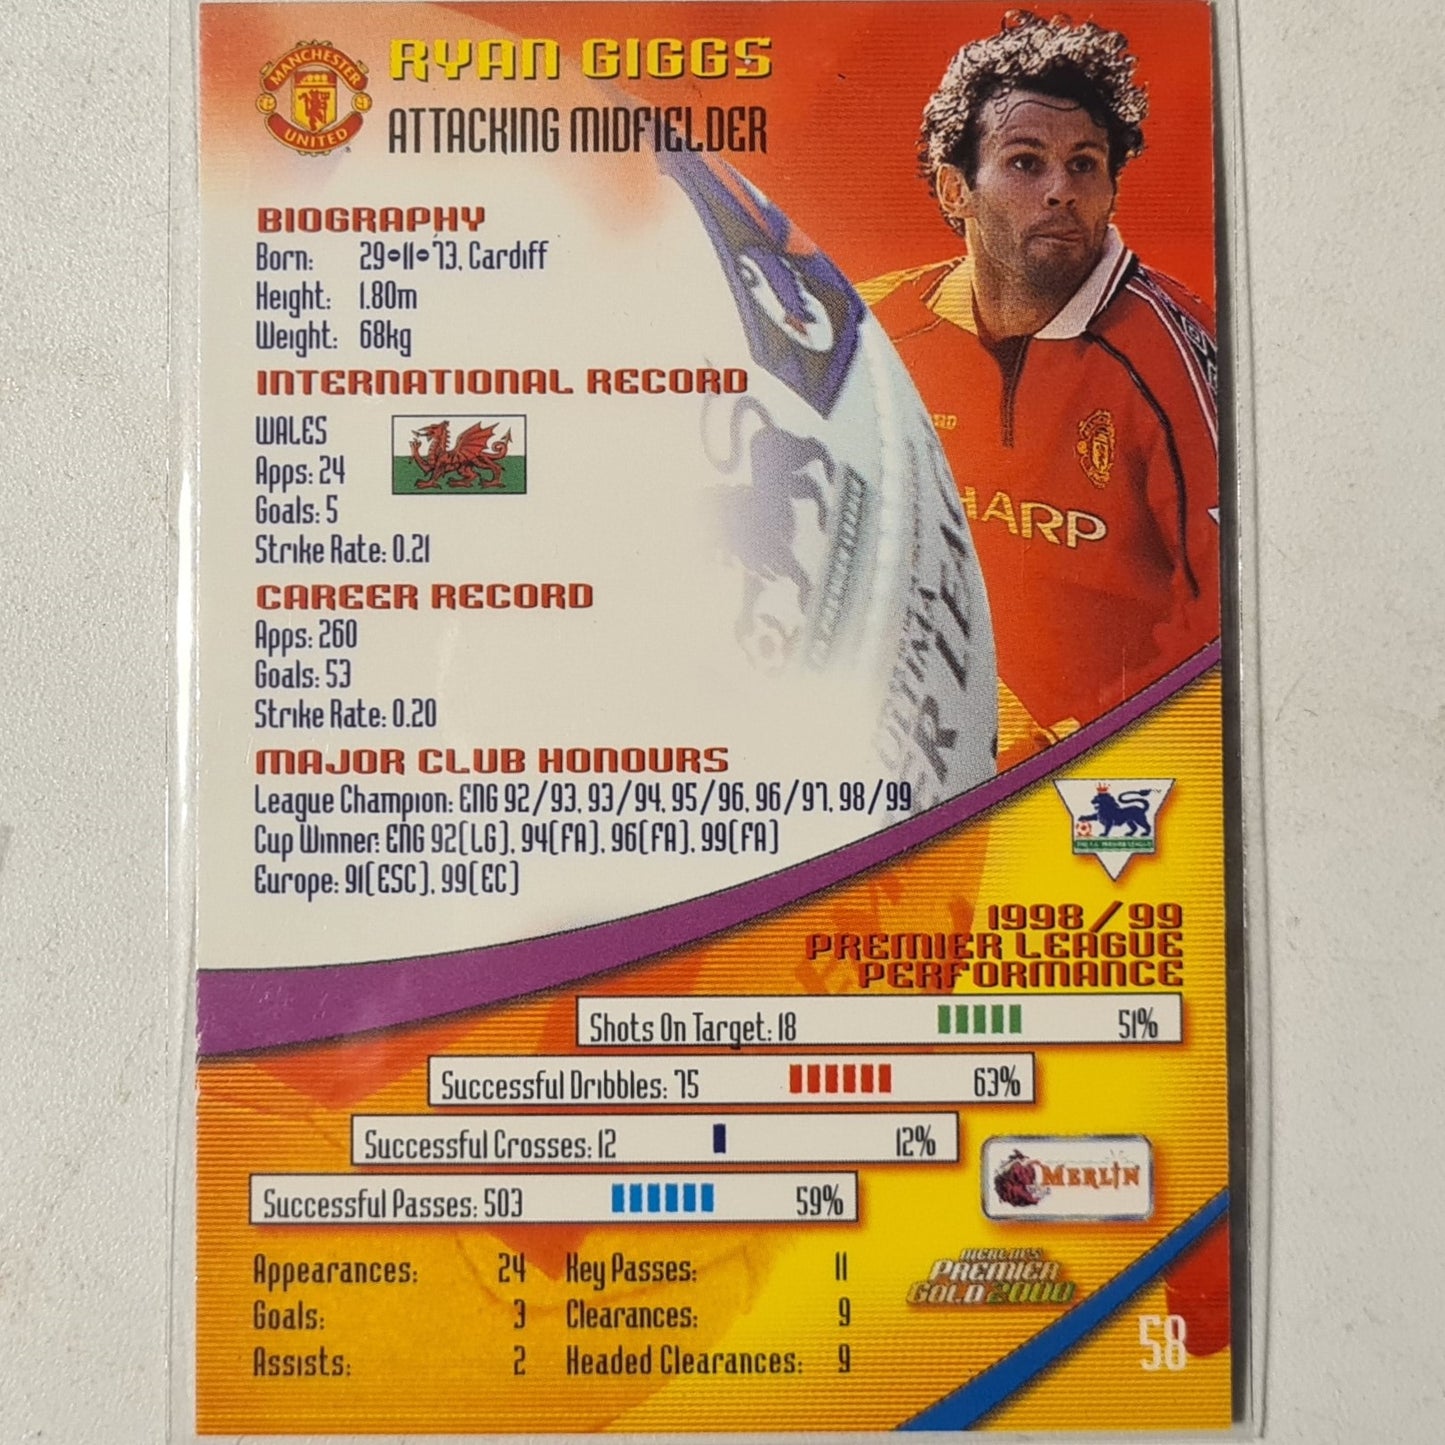 MANCHESTER
UNITED
RYAN GIGGS
ATTACKING MIDFIELDER
BIOGRAPHY
Born: 29•11•73, Cardiff
Height: 1.80m
Weight: 68kg
INTERNATIONAL RECORD
WALES
Apps: 24
Goals: 5
Strike Rate: 0.21
HARP
CAREER RECORD
Apps: 260
Goals: 53
Strike Rate: 0.20
MAJOR CLUB HONOURS
League Champion: ENG 92/93, 93/94, 95/96, 96/97, 98/99
Cup Winner: ENG 92(LG), 94(FA), 96(FA), 99(FA)
Europe: 91(ESC), 99(EC)
1998/99
PREMIER LEAGUE
PERFORMANCE
Shots On Target: 18 51%
Successful Dribbles: 75 63%
Successful Crosses: 12 12%
Successful Passes: 503 59%
MERLIN
Appearances: 24 Key Passes: 11
Goals: 3 Clearances: 9
Assists: 2 Headed Clearances: 9
MERLIN'S
PREMIER
GOLD 2000
58